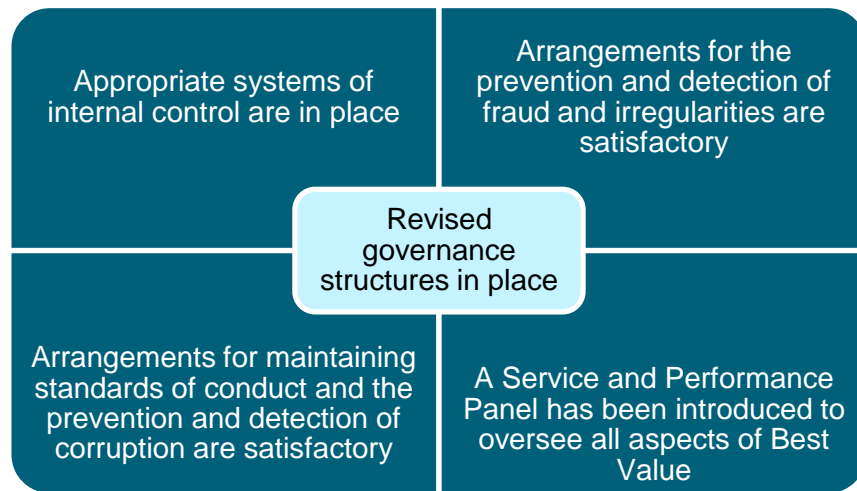 Appropriate systems of
internal control are in place
Arrangements for the
prevention and detection of
fraud and irregularities are
satisfactory
Revised
governance
structures in place
Arrangements for maintaining
standards of conduct and the
prevention and detection of
corruption are satisfactory
A Service and Performance
Panel has been introduced to
oversee all aspects of Best
Value